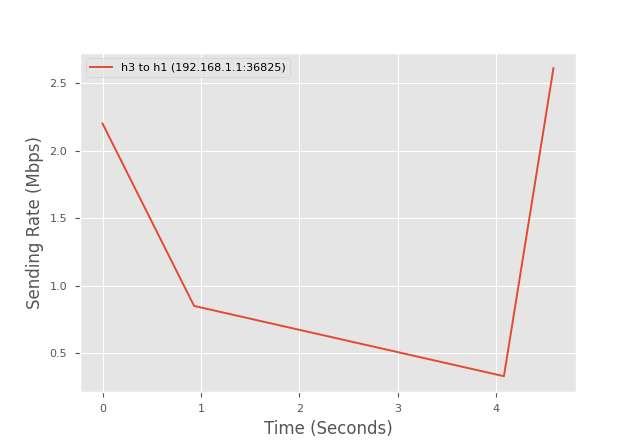 h3 to h1 (192.168.1.1:36825)
2.5
2.0
1.5
1.0
0.5
Sending Rate (Mbps)
0 1 2 3 4
Time (Seconds)